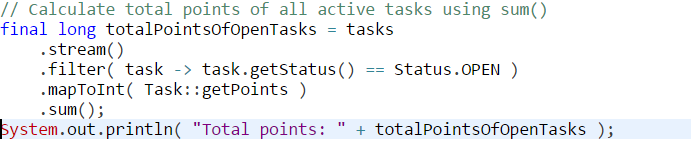 // Calculate total points of all active tasks using sum()
final long totalPointsOfOpenTasks = tasks
    .stream()
    .filter( task -> task.getStatus() == Status.OPEN )
    .mapToInt( Task::getPoints )
    .sum();
System.out.println( "Total points: " + totalPointsOfOpenTasks );